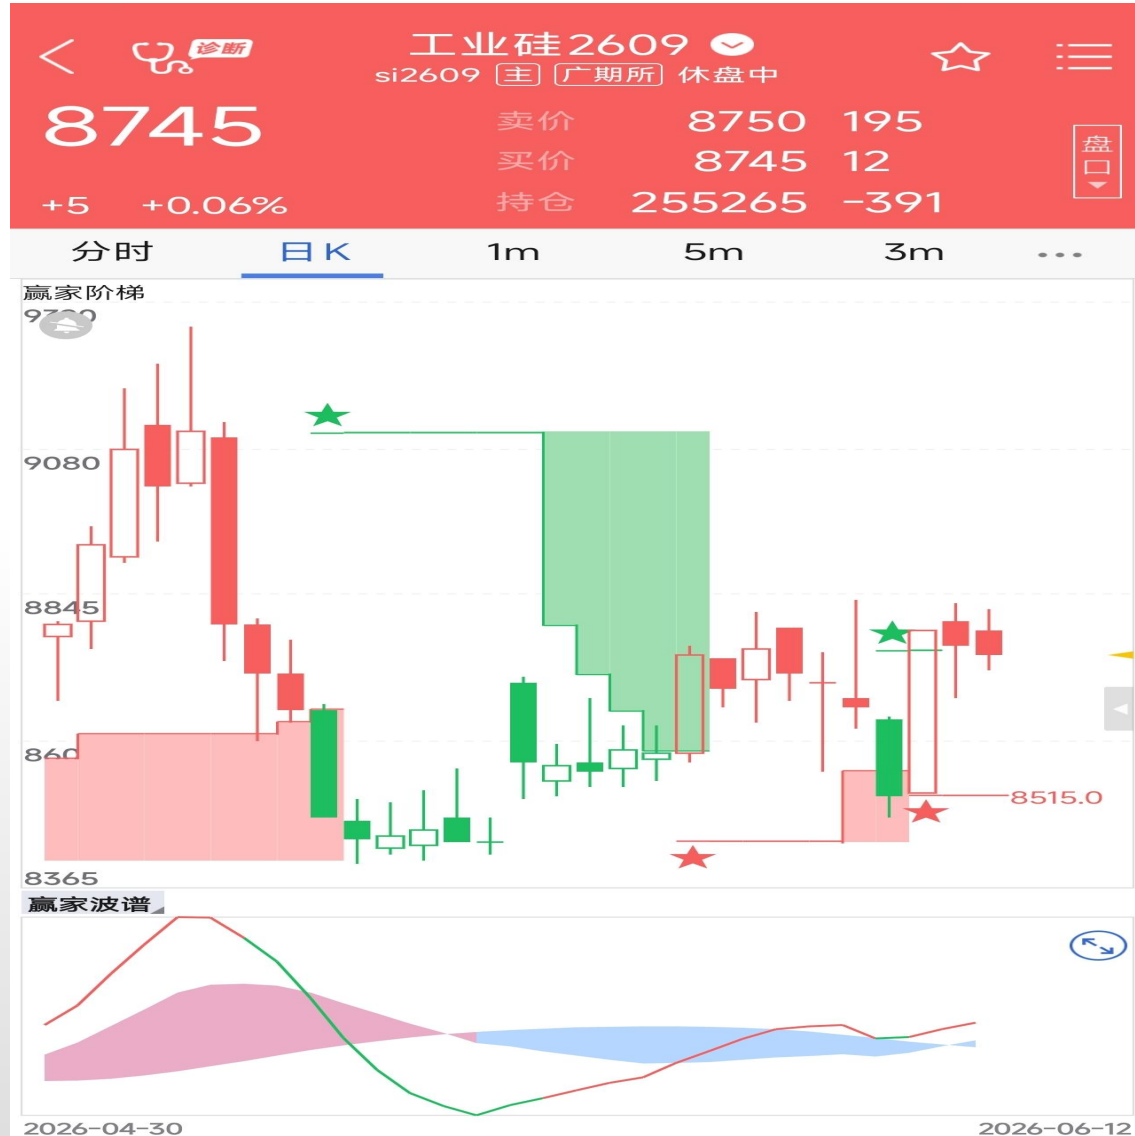 诊断
工业硅2609
si2609 主 广期所 休盘中
8745
卖价 8750 195
买价 8745 12
+5 +0.06% 持仓 255265 -391
盘口
分时 日K 1m 5m 3m
赢家阶梯
9080
8845
8515.0
8365
赢家波谱
2026-04-30 2026-06-12